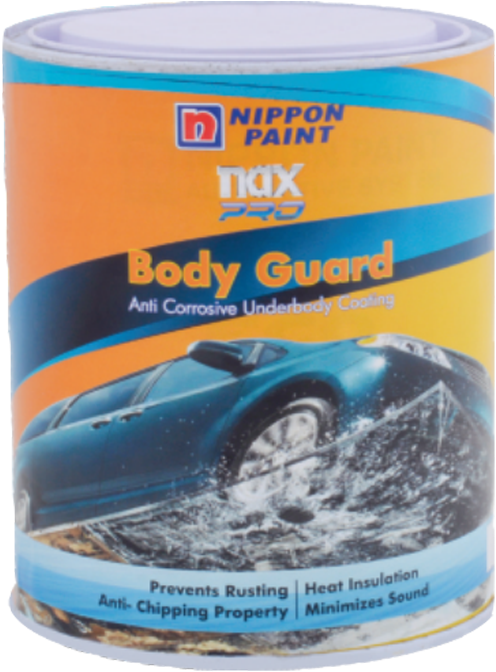 n NIPPON
PAINT
nax
PRO
Body Guard
Anti Corrosive Underbody Coating
Prevents Rusting | Heat Insulation
Anti- Chipping Property | Minimizes Sound